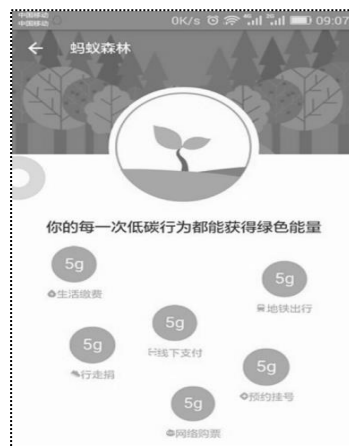 中国移动
中国移动
0K/s 4G 2G 09:07
蚂蚁森林
你的每一次低碳行为都能获得绿色能量
5g
生活缴费
5g
地铁出行
5g
线下支付
5g
行走捐
5g
预约挂号
5g
网络购票